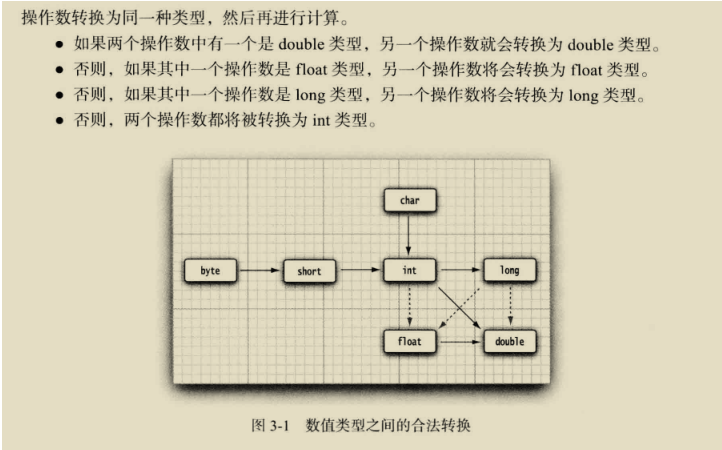 操作数转换为同一种类型，然后再进行计算。
● 如果两个操作数中有一个是 double 类型，另一个操作数就会转换为 double 类型。
● 否则，如果其中一个操作数是 float 类型，另一个操作数将会转换为 float 类型。
● 否则，如果其中一个操作数是 long 类型，另一个操作数将会转换为 long 类型。
● 否则，两个操作数都将被转换为 int 类型。
char
byte
short
int
long
float
double
图 3-1 数值类型之间的合法转换